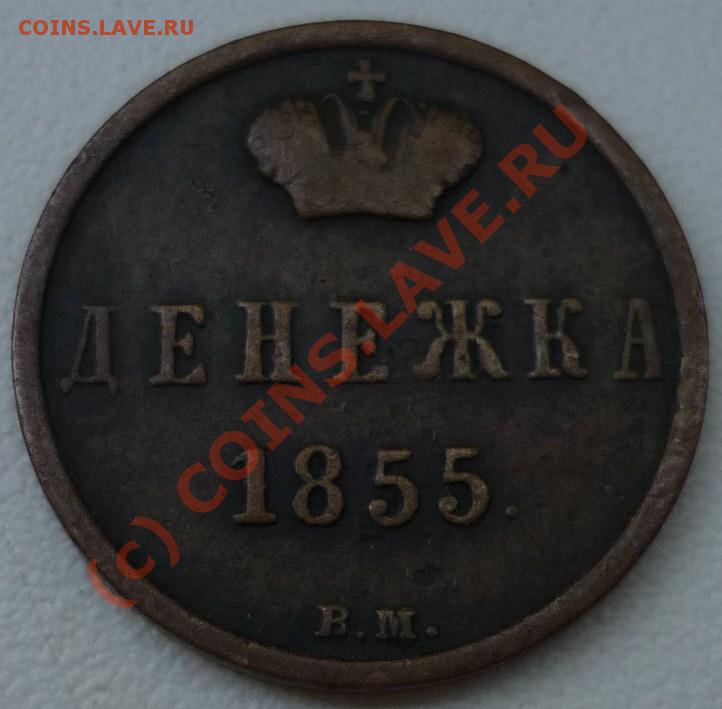 COINS.LAVE.RU
ДЕНЕЖКА
1855.
В.М.
(c) COINS.LAVE.RU